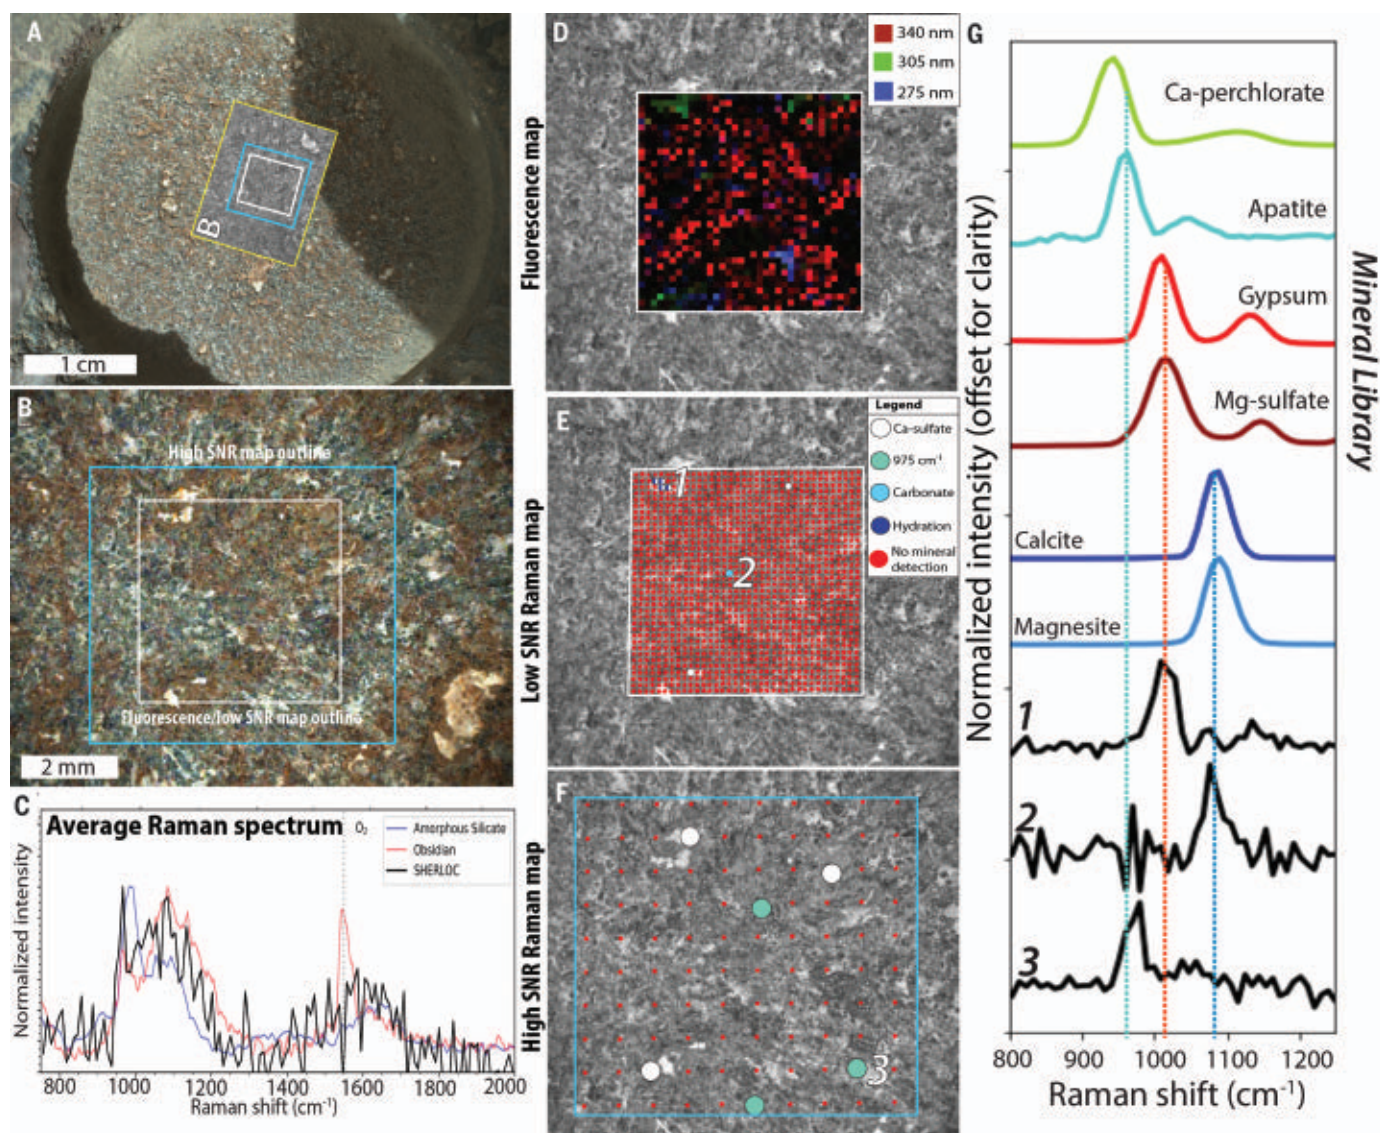 A
B
1 cm
B
High SNR map outline
Fluorescence/low SNR map outline
2 mm
C
Average Raman spectrum
O₂
Amorphous Silicate
Obsidian
SHERLOC
Normalized intensity
800 1000 1200 1400 1600 1800 2000
Raman shift (cm⁻¹)
Fluorescence map
D
340 nm
305 nm
275 nm
Low SNR Raman map
E
1
2
Legend
Ca-sulfate
975 cm⁻¹
Carbonate
Hydration
No mineral
detection
High SNR Raman map
F
3
G
Normalized intensity (offset for clarity)
Ca-perchlorate
Apatite
Gypsum
Mg-sulfate
Calcite
Magnesite
1
2
3
800 900 1000 1100 1200
Raman shift (cm⁻¹)
Mineral Library